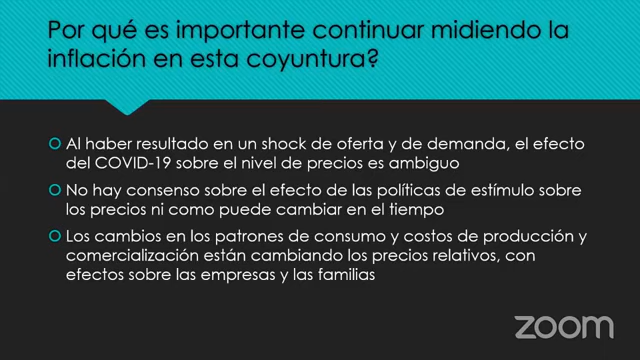 Por qué es importante continuar midiendo la
inflación en esta coyuntura?
Al haber resultado en un shock de oferta y de demanda, el efecto
del COVID-19 sobre el nivel de precios es ambiguo
No hay consenso sobre el efecto de las políticas de estímulo sobre
los precios ni como puede cambiar en el tiempo
Los cambios en los patrones de consumo y costos de producción y
comercialización están cambiando los precios relativos, con
efectos sobre las empresas y las familias
zoom